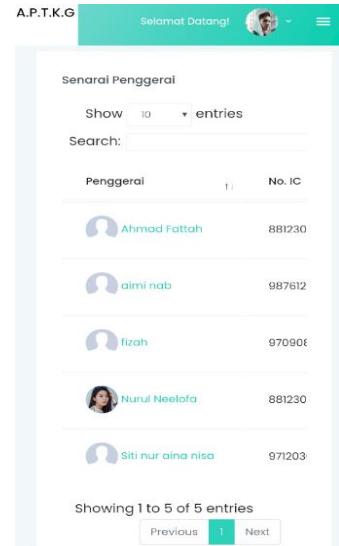 A.P.T.K.G
Selamat Datang!
Senarai Penggerai
Show 10 entries
Search:
Penggerai No. IC
Ahmad Fattah 881230
aimi nab 987612
fizah 970908
Nurul Neelofa 881230
Siti nur aina nisa 971203
Showing 1 to 5 of 5 entries
Previous 1 Next